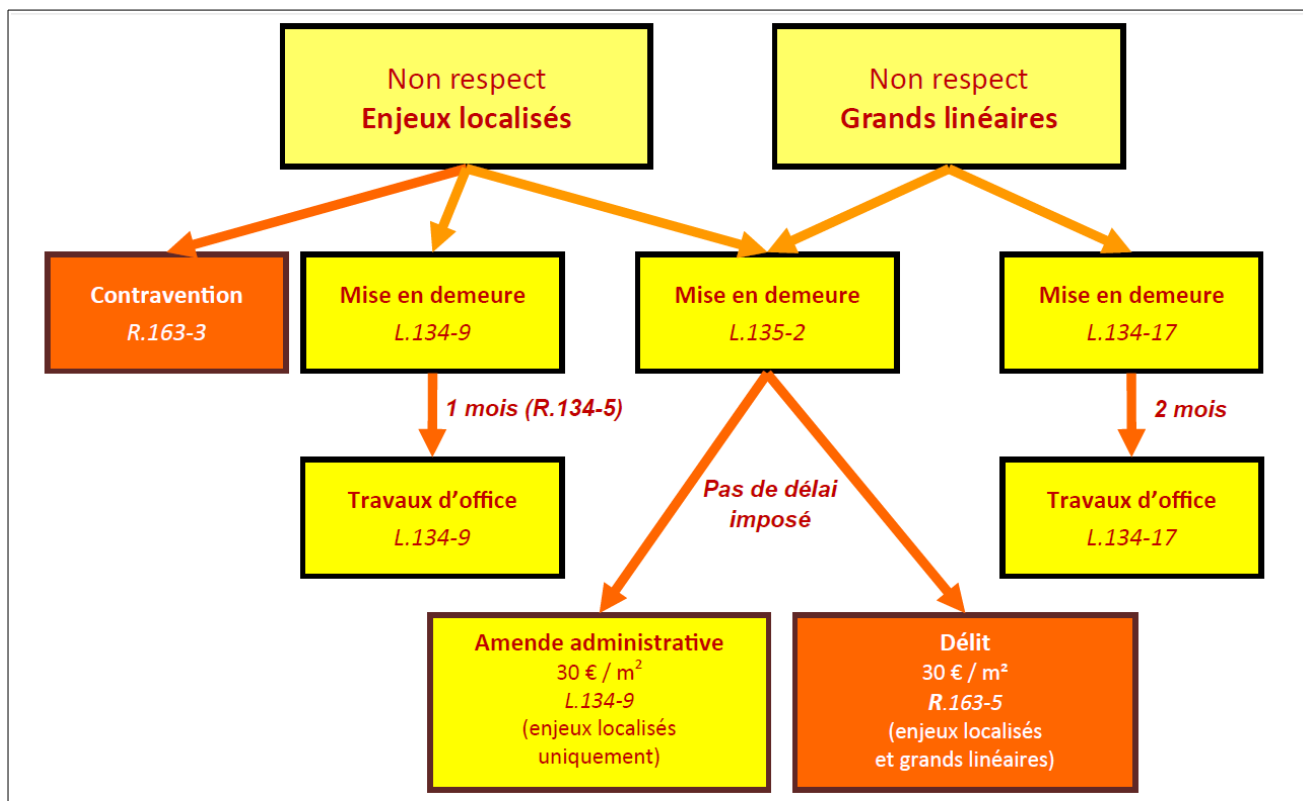 Non respect
Enjeux localisés
Non respect
Grands linéaires
Contravention
R.163-3
Mise en demeure
L.134-9
Mise en demeure
L.135-2
Mise en demeure
L.134-17
1 mois (R.134-5)
2 mois
Travaux d’office
L.134-9
Pas de délai
imposé
Travaux d’office
L.134-17
Amende administrative
30 € / m²
L.134-9
(enjeux localisés
uniquement)
Délit
30 € / m²
R.163-5
(enjeux localisés
et grands linéaires)